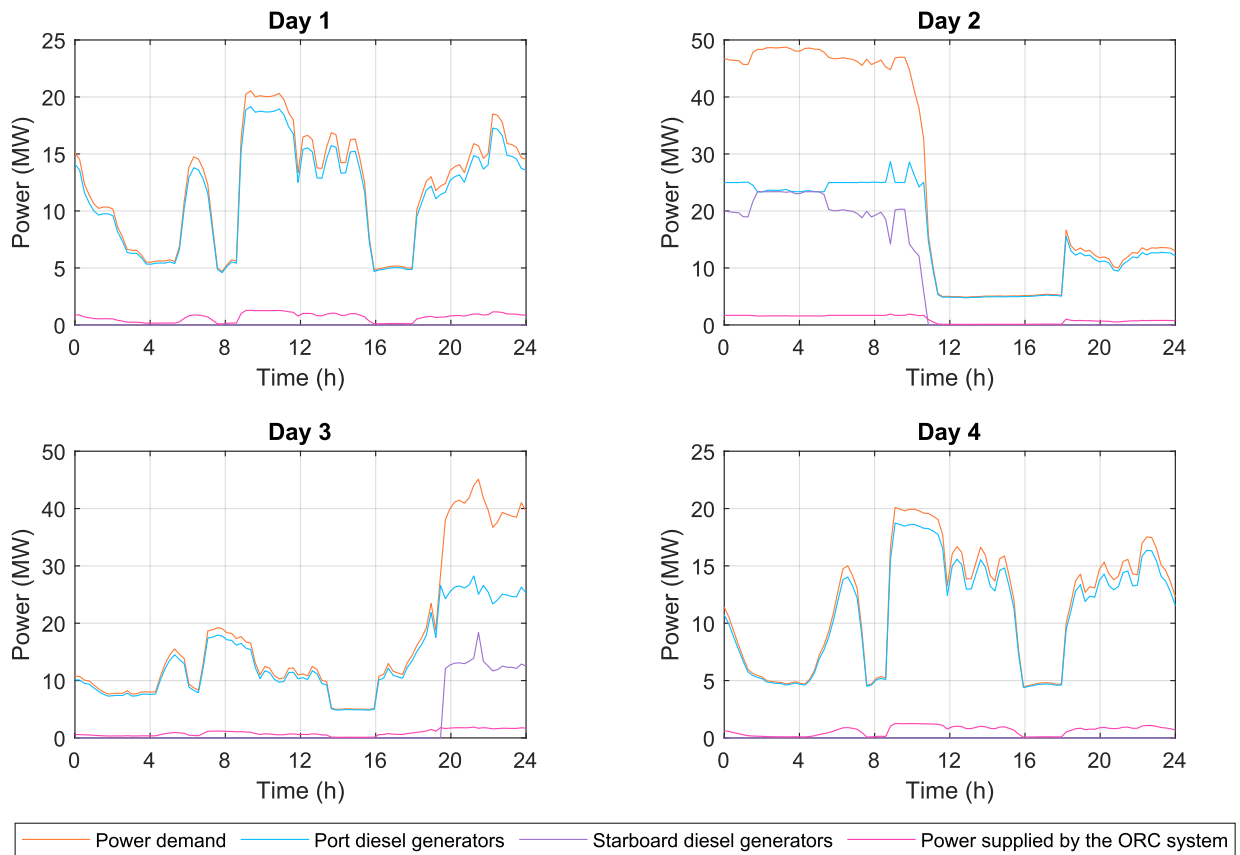 Day 1
25
20
15
10
5
0
Power (MW)
0 4 8 12 16 20 24
Time (h)
Day 2
50
40
30
20
10
0
Power (MW)
0 4 8 12 16 20 24
Time (h)
Day 3
50
40
30
20
10
0
Power (MW)
0 4 8 12 16 20 24
Time (h)
Day 4
25
20
15
10
5
0
Power (MW)
0 4 8 12 16 20 24
Time (h)
Power demand Port diesel generators Starboard diesel generators Power supplied by the ORC system